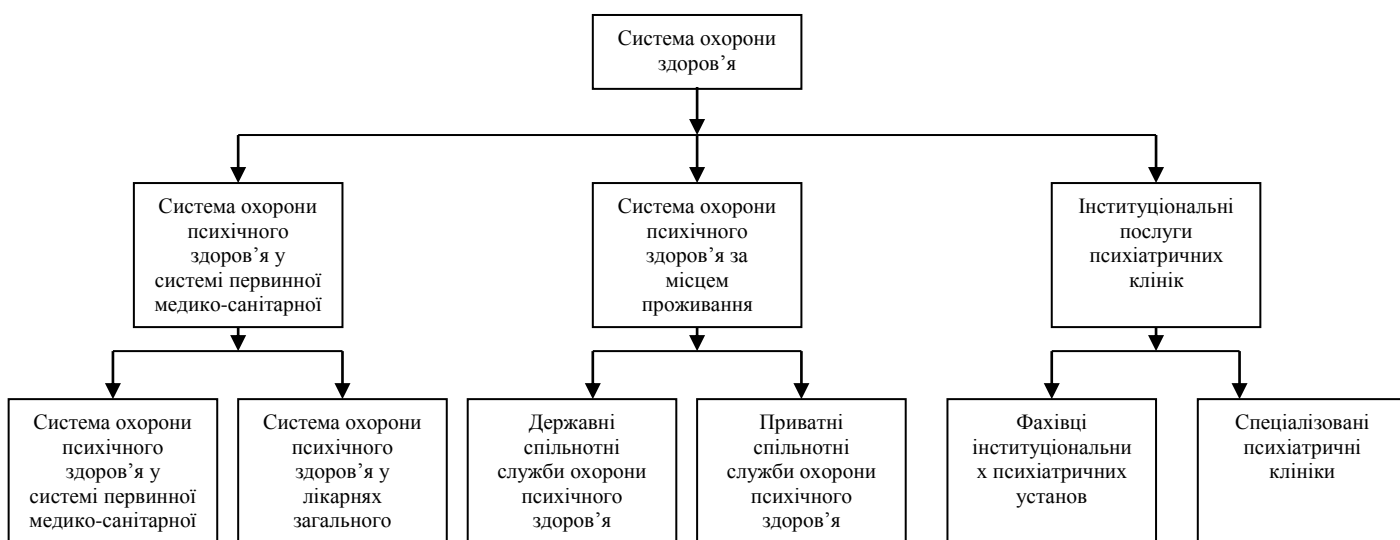 Система охорони
здоров’я
Система охорони
психічного
здоров’я у
системі первинної
медико-санітарної
Система охорони
психічного
здоров’я за
місцем
проживання
Інституціональні
послуги
психіатричних
клінік
Система охорони
психічного
здоров’я у
системі первинної
медико-санітарної
Система охорони
психічного
здоров’я у
лікарнях
загального
Державні
спільнотні
служби охорони
психічного
здоров’я
Приватні
спільнотні
служби охорони
психічного
здоров’я
Фахівці
інституціональни
х психіатричних
установ
Спеціалізовані
психіатричні
клініки